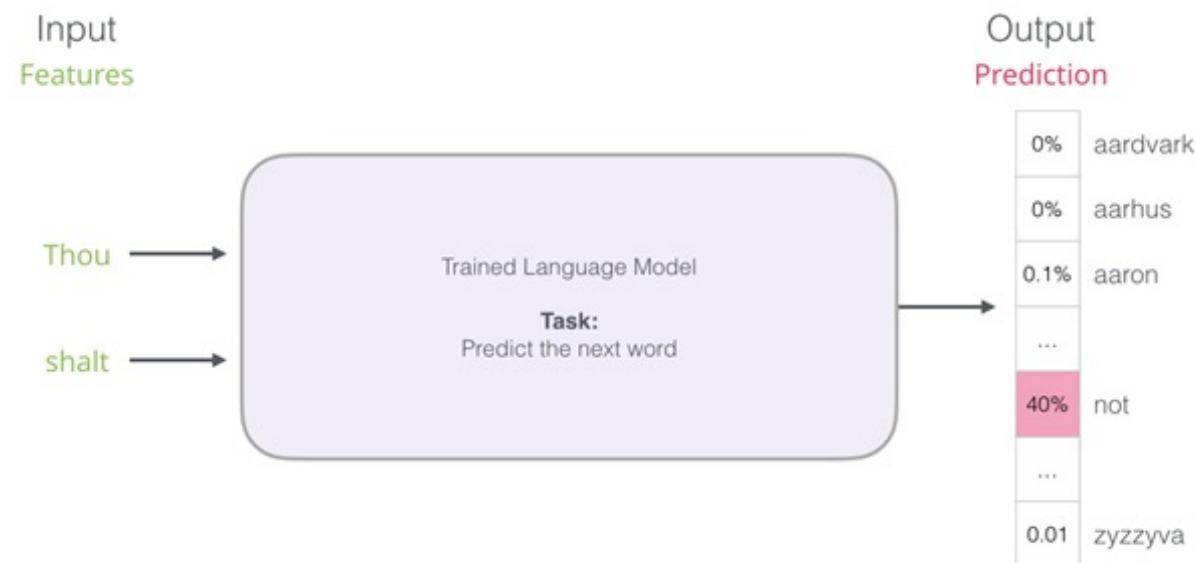 Input
Features
Thou
shalt
Trained Language Model
Task:
Predict the next word
Output
Prediction
0% aardvark
0% aarhus
0.1% aaron
...
40% not
...
0.01 zyzzyva